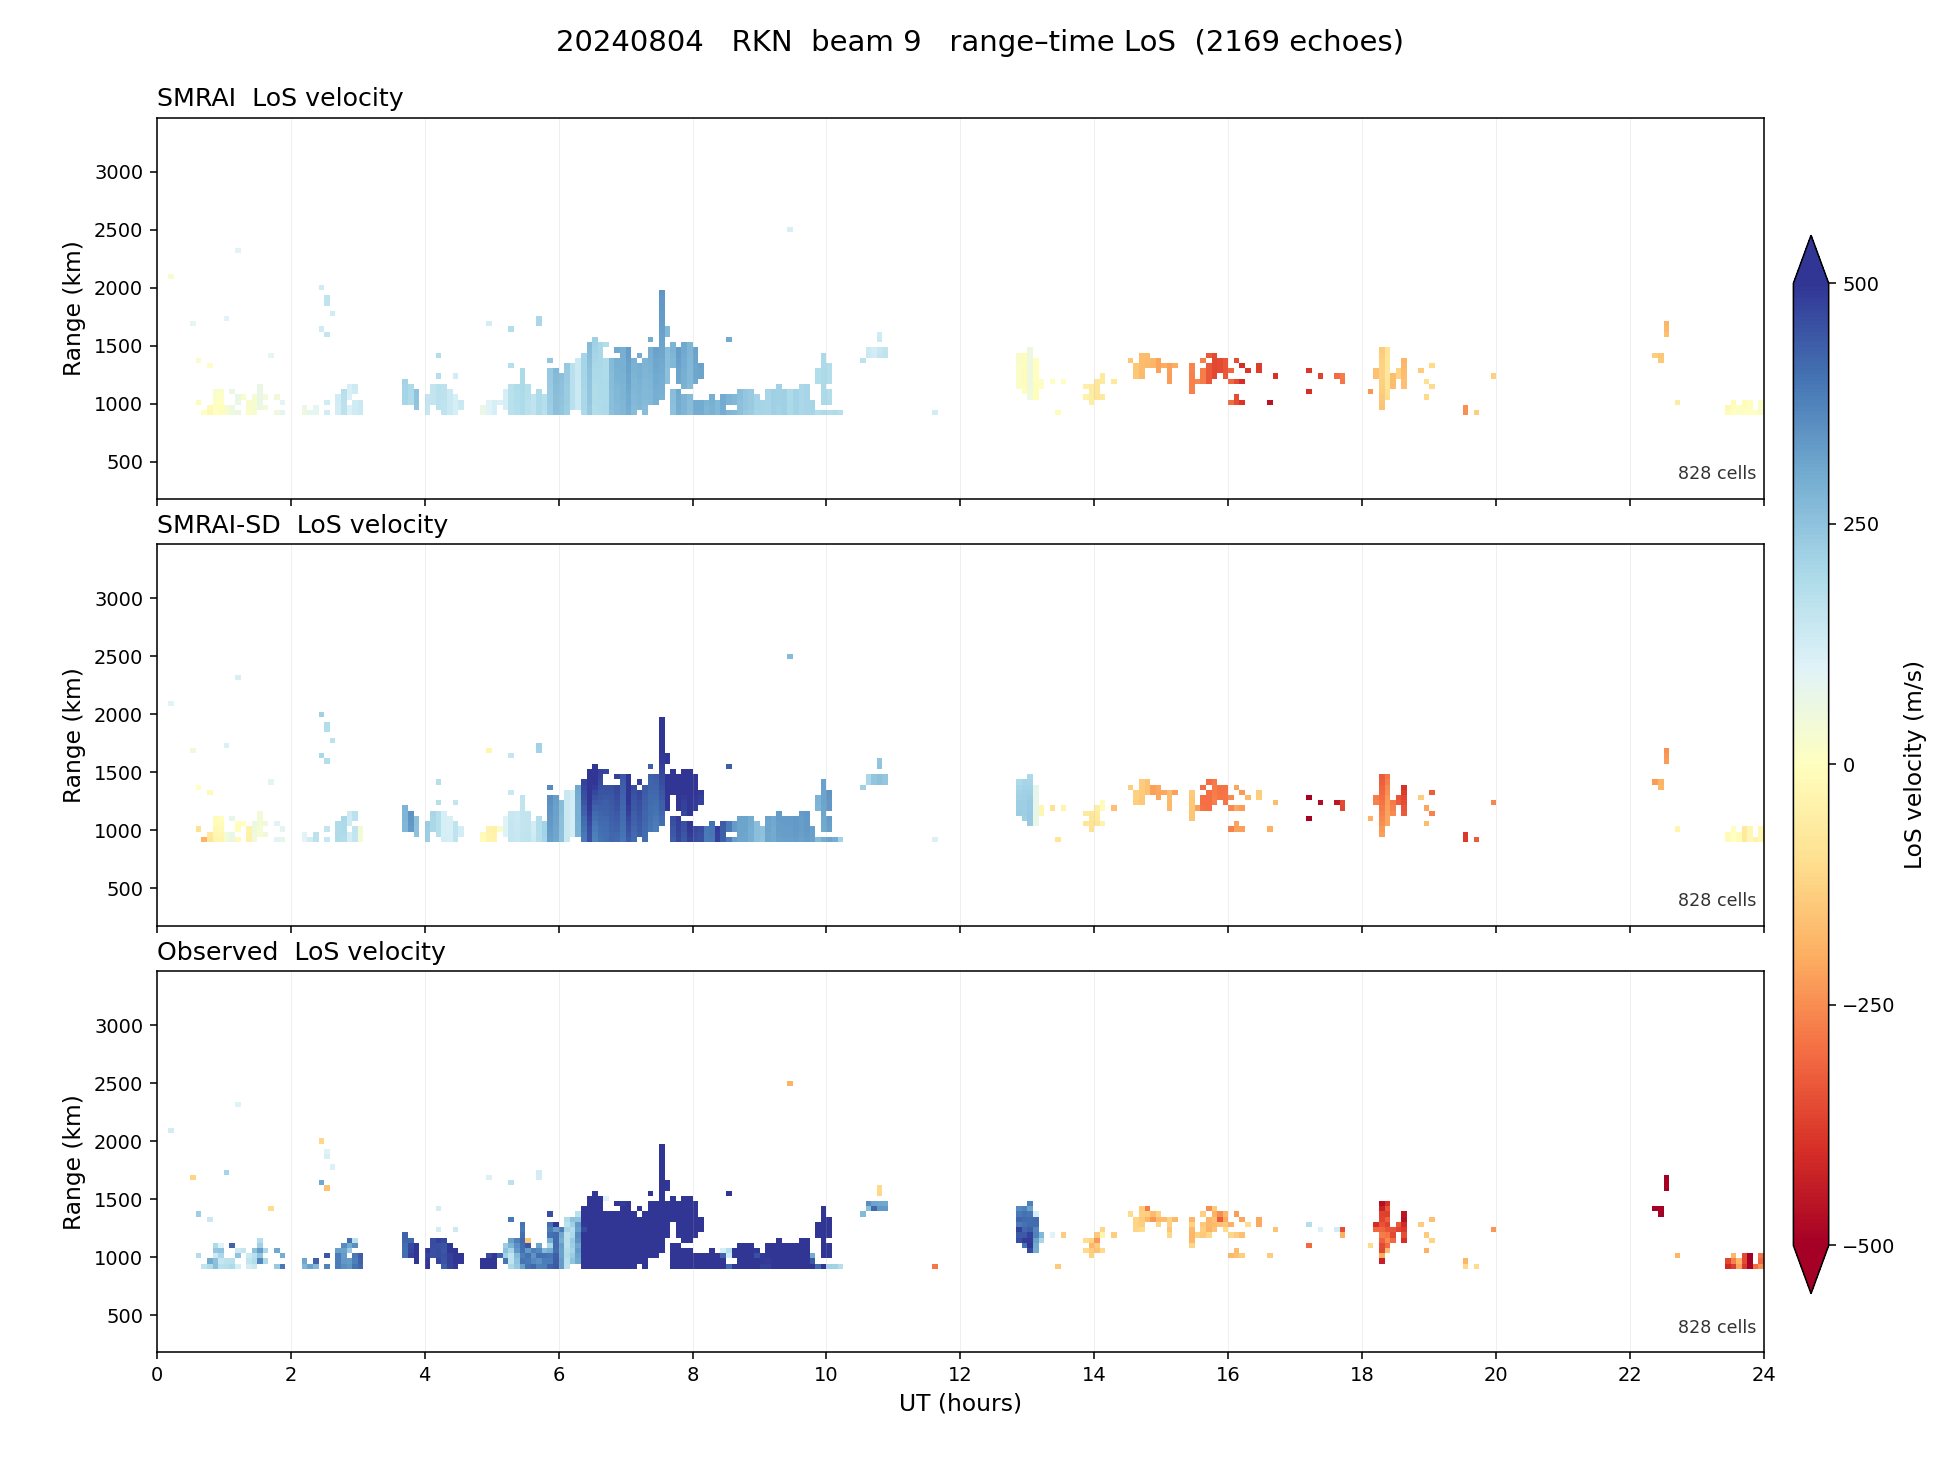 20240804   RKN  beam 9   range–time LoS  (2169 echoes)
SMRAI  LoS velocity
3000
2500
2000
1500
1000
500
Range (km)
828 cells
SMRAI-SD  LoS velocity
3000
2500
2000
1500
1000
500
Range (km)
828 cells
Observed  LoS velocity
3000
2500
2000
1500
1000
500
Range (km)
828 cells
0 2 4 6 8 10 12 14 16 18 20 22 24
UT (hours)
500
250
0
−250
−500
LoS velocity (m/s)